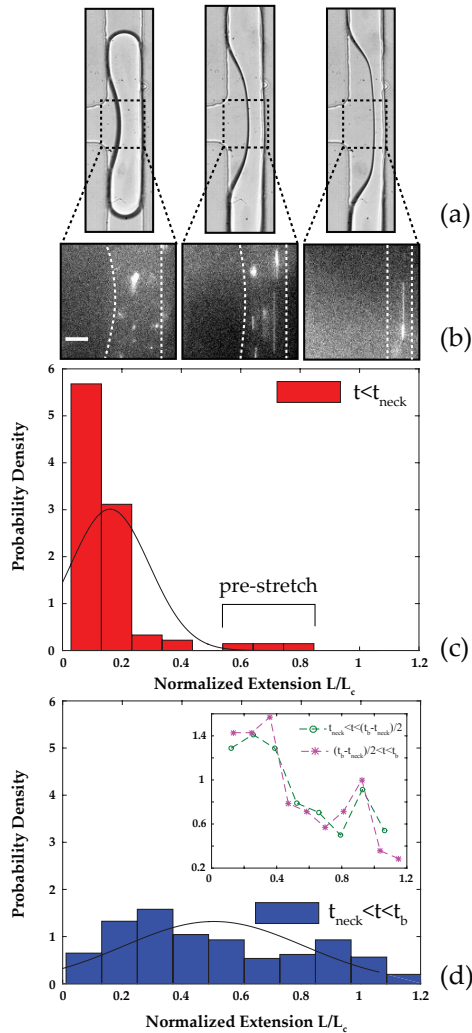 (a)
(b)
6
5
4
3
2
1
0
Probability Density
t<t_neck
pre-stretch
0 0.2 0.4 0.6 0.8 1 1.2
Normalized Extension L/L_c
(c)
6
5
4
3
2
1
0
Probability Density
1.4
1
0.6
0.2
- t_neck<t<(t_b-t_neck)/2
- (t_b-t_neck)/2<t<t_b
0 0.4 0.8 1.2
t_neck<t<t_b
0 0.2 0.4 0.6 0.8 1 1.2
Normalized Extension L/L_c
(d)